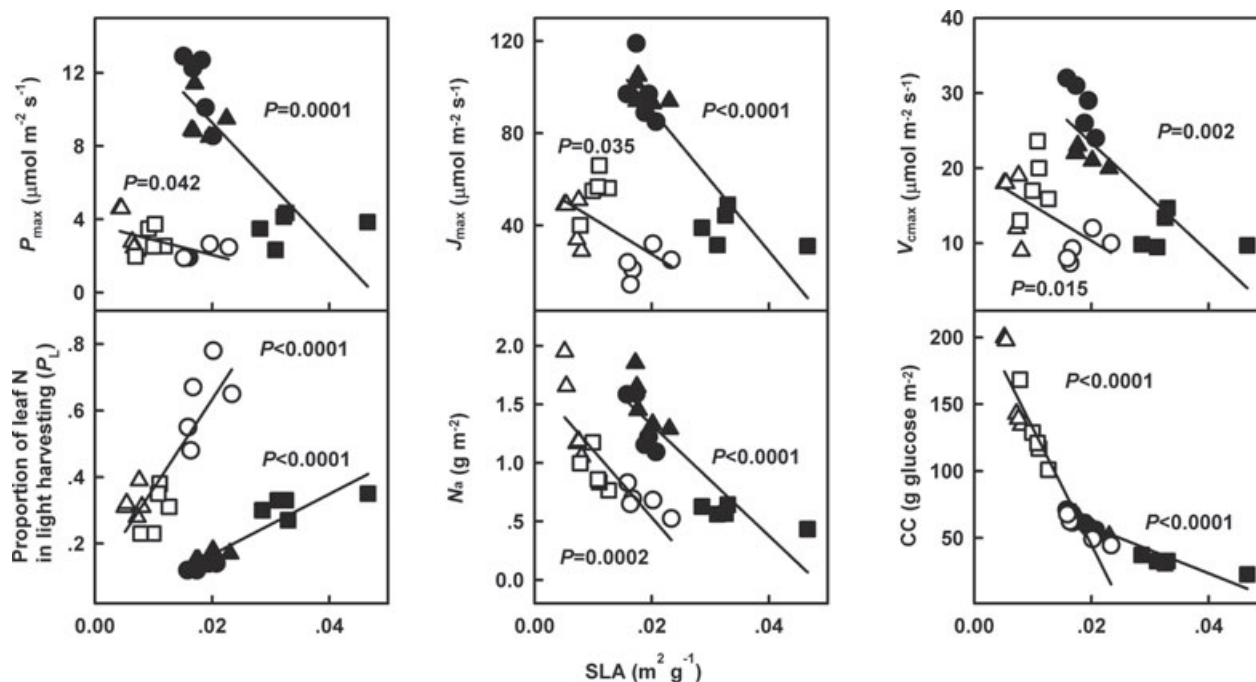 P=0.0001
P=0.042
Pmax (μmol m⁻² s⁻¹)
12
8
4
0
P<0.0001
P=0.035
Jmax (μmol m⁻² s⁻¹)
120
80
40
P=0.002
P=0.015
Vcmax (μmol m⁻² s⁻¹)
40
30
20
10
0
P<0.0001
P<0.0001
Proportion of leaf N
in light harvesting (PL)
.8
.6
.4
.2
0.00
.02
.04
P<0.0001
P=0.0002
Na (g m⁻²)
2.0
1.5
1.0
.5
0.0
0.00
.02
.04
P<0.0001
P<0.0001
CC (g glucose m⁻²)
200
150
100
50
0
0.00
.02
.04
SLA (m² g⁻¹)